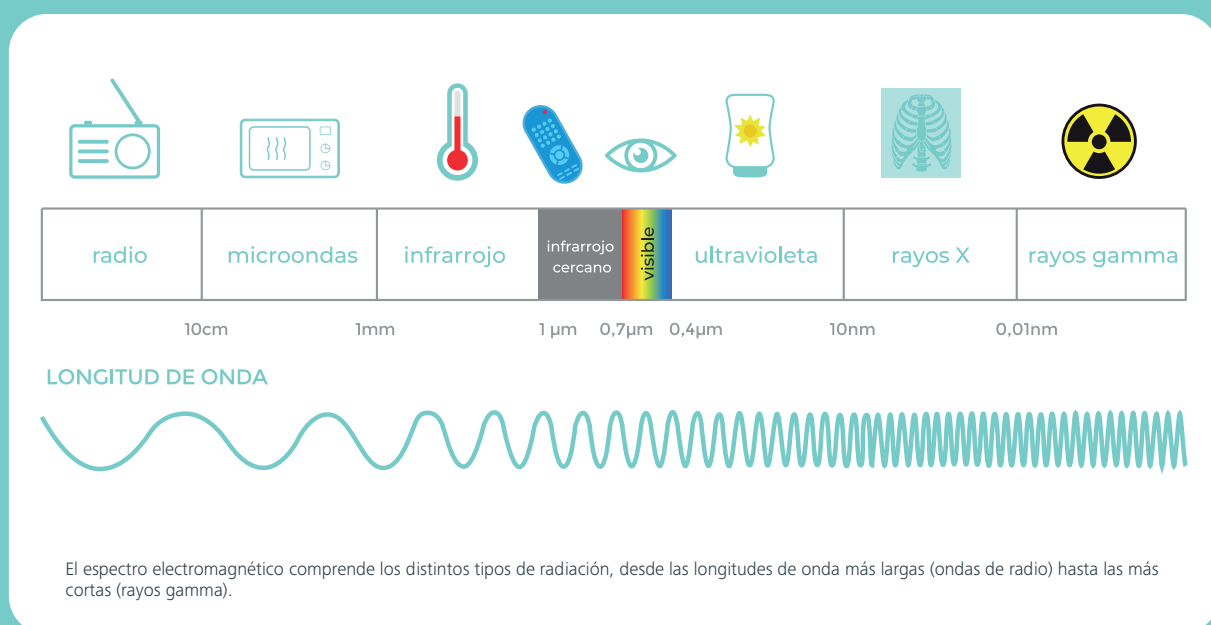 radio
microondas
infrarrojo
infrarrojo
cercano
visible
ultravioleta
rayos X
rayos gamma
10cm
1mm
1 µm
0,7µm
0,4µm
10nm
0,01nm
LONGITUD DE ONDA
El espectro electromagnético comprende los distintos tipos de radiación, desde las longitudes de onda más largas (ondas de radio) hasta las más
cortas (rayos gamma).